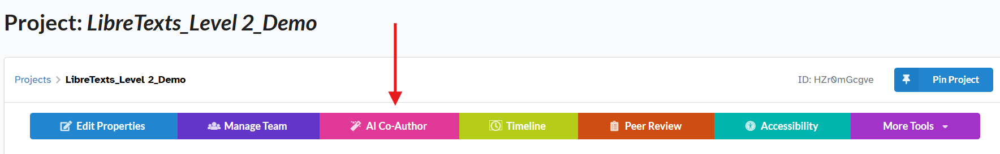 Project: LibreTexts_Level 2_Demo
Projects > LibreTexts_Level 2_Demo ID: HZr0mGcgve Pin Project
Edit Properties Manage Team AI Co-Author Timeline Peer Review Accessibility More Tools